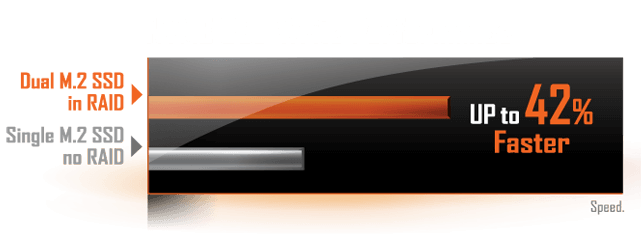 Dual M.2 SSD
in RAID
Single M.2 SSD
no RAID
UP to 42%
Faster
Speed.